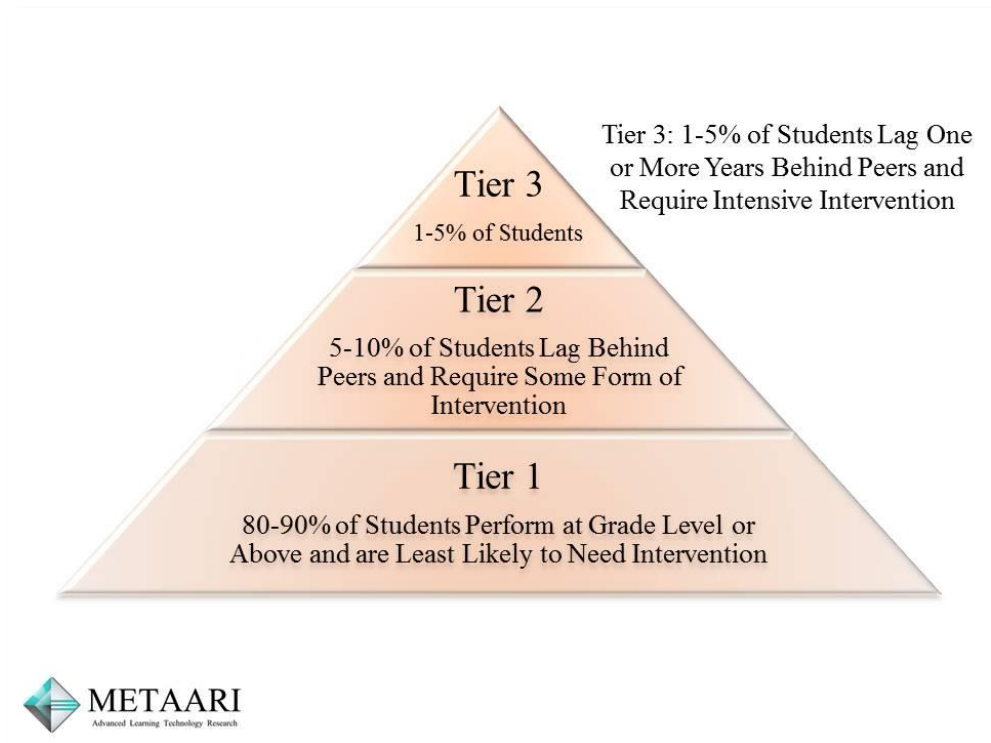 Tier 3: 1-5% of Students Lag One
or More Years Behind Peers and
Require Intensive Intervention
Tier 3
1-5% of Students
Tier 2
5-10% of Students Lag Behind
Peers and Require Some Form of
Intervention
Tier 1
80-90% of Students Perform at Grade Level or
Above and are Least Likely to Need Intervention
METAARI
Advanced Learning Technology Research